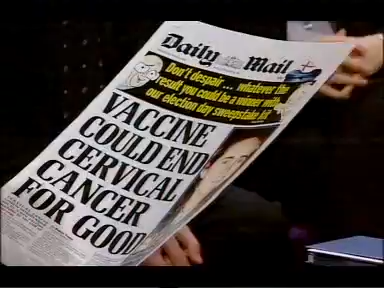 Daily Mail
Don't despair ... whatever the
result you could be a winner with
our election day sweepstake kit
VACCINE
COULD END
CERVICAL
CANCER
FOR GOOD